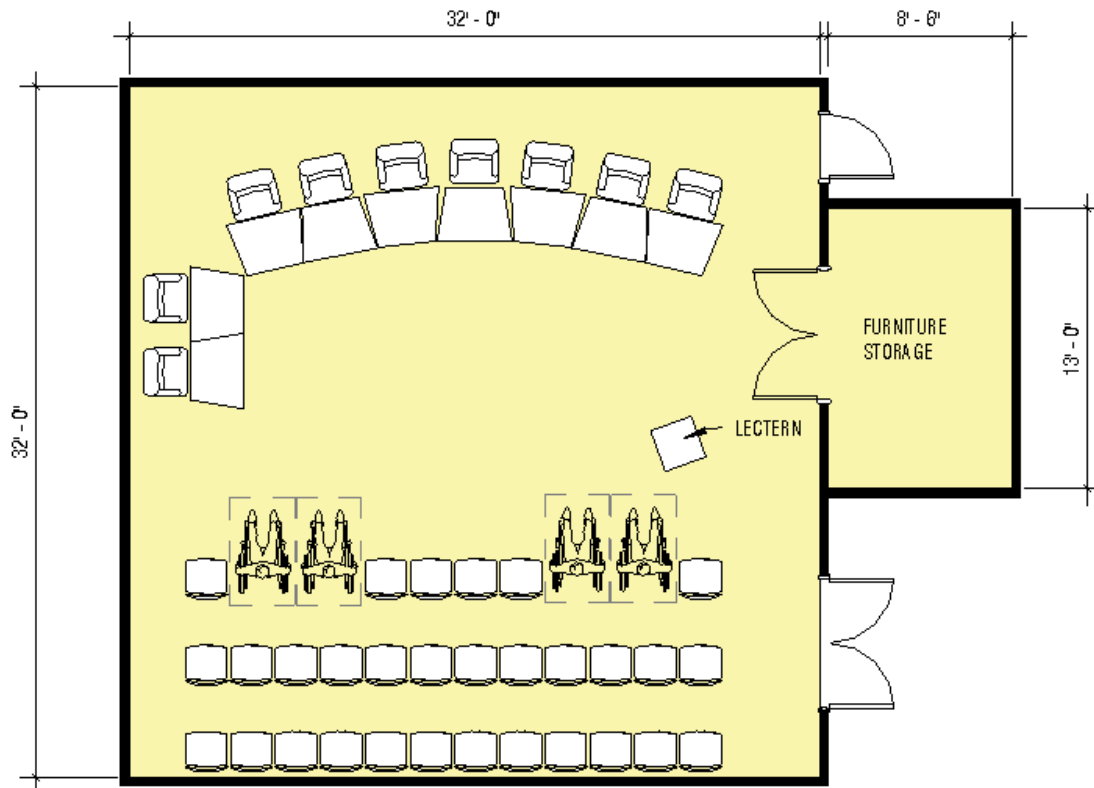 32' - 0"
8' - 6"
FURNITURE
STORAGE
13' - 0"
LECTERN
32' - 0"